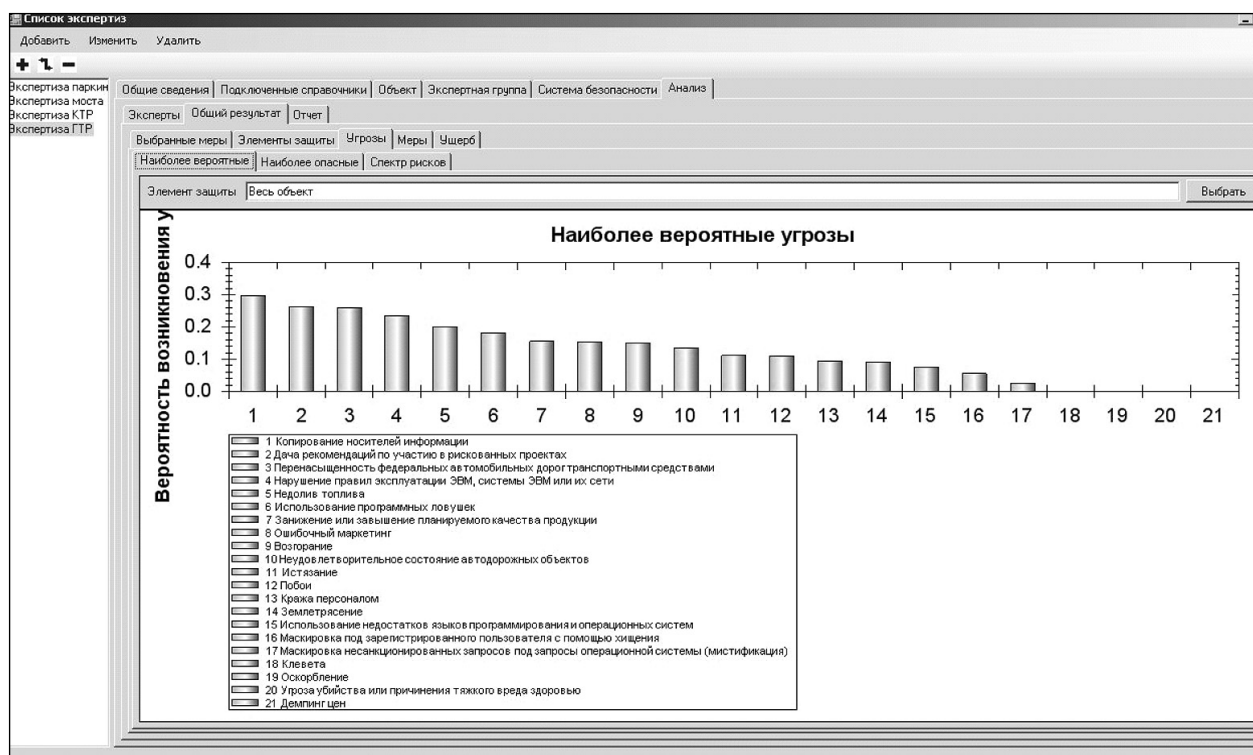 Список экспертиз
Добавить Изменить Удалить
Экспертиза паркин
Экспертиза моста
Экспертиза КТР
Экспертиза ГТР
Общие сведения Подключенные справочники Объект Экспертная группа Система безопасности Анализ
Эксперты Общий результат Отчет
Выбранные меры Элементы защиты Угрозы Меры Ущерб
Наиболее вероятные Наиболее опасные Спектр рисков
Элемент защиты Весь объект Выбрать
Наиболее вероятные угрозы
Вероятность возникновения у
0.4
0.3
0.2
0.1
0.0
1 2 3 4 5 6 7 8 9 10 11 12 13 14 15 16 17 18 19 20 21
1 Копирование носителей информации
2 Дача рекомендаций по участию в рискованных проектах
3 Перенасыщенность федеральных автомобильных дорог транспортными средствами
4 Нарушение правил эксплуатации ЭВМ, системы ЭВМ или их сети
5 Недолив топлива
6 Использование программных ловушек
7 Занижение или завышение планируемого качества продукции
8 Ошибочный маркетинг
9 Возгорание
10 Неудовлетворительное состояние автодорожных объектов
11 Истязание
12 Побои
13 Кража персоналом
14 Землетрясение
15 Использование недостатков языков программирования и операционных систем
16 Маскировка под зарегистрированного пользователя с помощью хищения
17 Маскировка несанкционированных запросов под запросы операционной системы (мистификация)
18 Клевета
19 Оскорбление
20 Угроза убийства или причинения тяжкого вреда здоровью
21 Демпинг цен